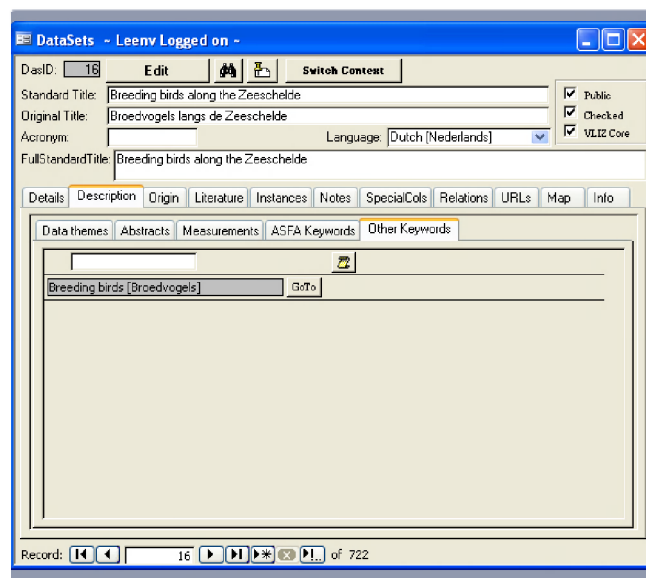 DataSets - Leenv Logged on -
DasID: 16 Edit Switch Context
Standard Title: Breeding birds along the Zeeschelde
Public
Original Title: Broedvogels langs de Zeeschelde
Checked
Acronym: Language: Dutch [Nederlands]
VLIZ Core
FullStandardTitle: Breeding birds along the Zeeschelde
Details Description Origin Literature Instances Notes SpecialCols Relations URLs Map Info
Data themes Abstracts Measurements ASFA Keywords Other Keywords
Breeding birds [Broedvogels] GoTo
Record: 16 of 722